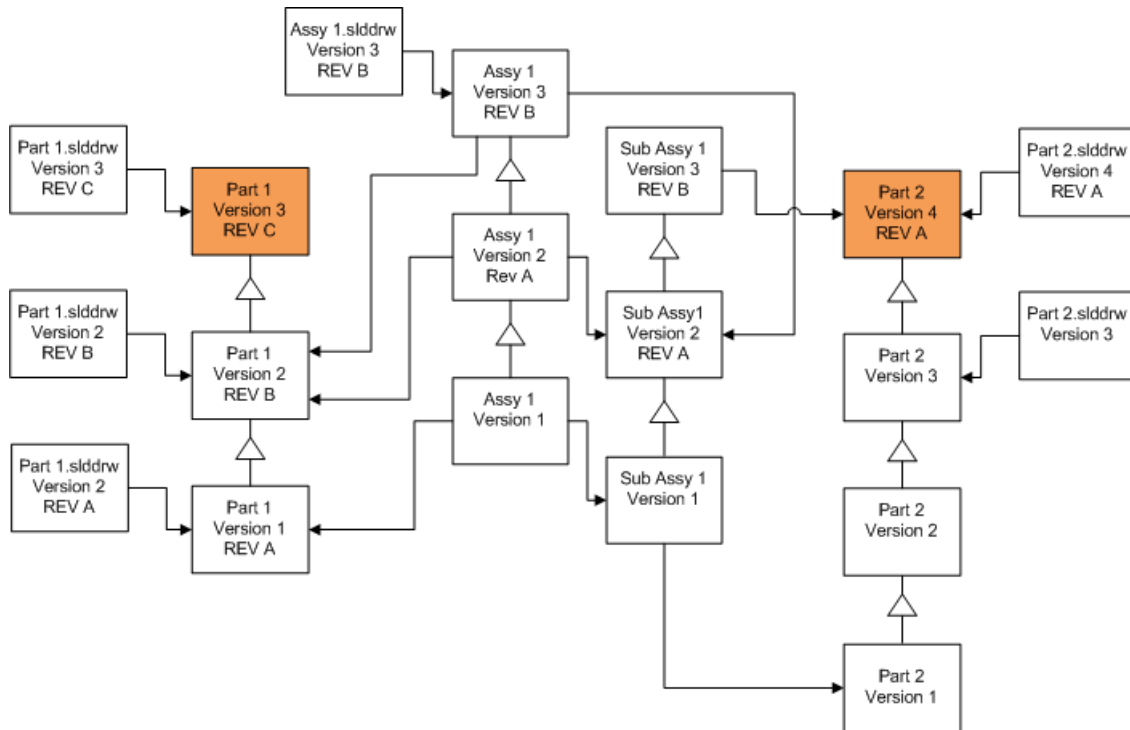 Assy 1.slddrw
Version 3
REV B
Assy 1
Version 3
REV B
Part 1.slddrw
Version 3
REV C
Part 1
Version 3
REV C
Sub Assy 1
Version 3
REV B
Part 2
Version 4
REV A
Part 2.slddrw
Version 4
REV A
Assy 1
Version 2
Rev A
Part 1.slddrw
Version 2
REV B
Part 1
Version 2
REV B
Sub Assy1
Version 2
REV A
Part 2
Version 3
Part 2.slddrw
Version 3
Assy 1
Version 1
Part 1.slddrw
Version 2
REV A
Part 1
Version 1
REV A
Sub Assy 1
Version 1
Part 2
Version 2
Part 2
Version 1